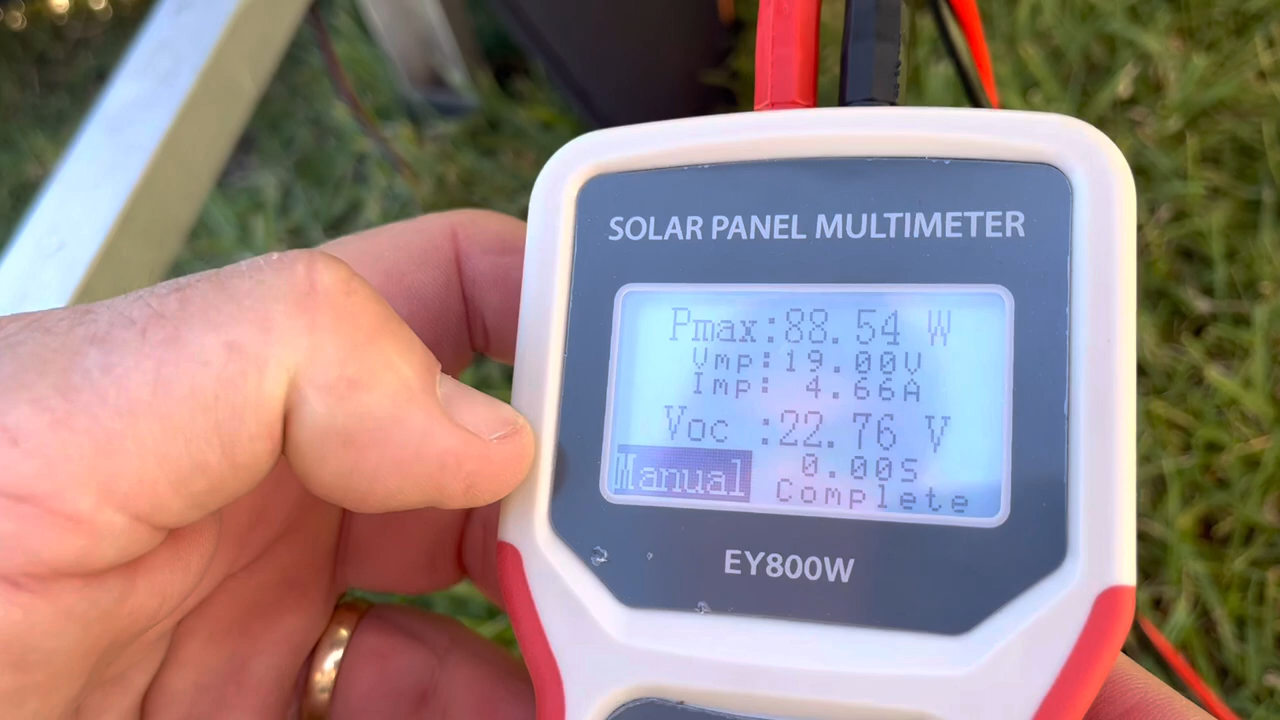 SOLAR PANEL MULTIMETER
Pmax:88.54 W
Vmp:19.00V
Imp: 4.66A
Voc :22.76 V
Manual 0.00S
Complete
EY800W